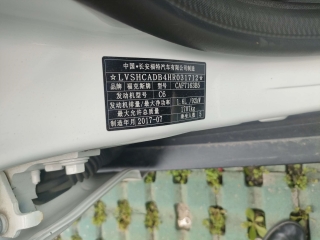 中国·长安福特汽车有限公司制造
☆LVSHCADB4HR031712☆
品牌 福克斯牌 型号 CAF7163B5
发动机型号 C6
发动机排量/最大净功率 1.6L/92kW
最大允许总质量 1707kg
制造年月 2017-07